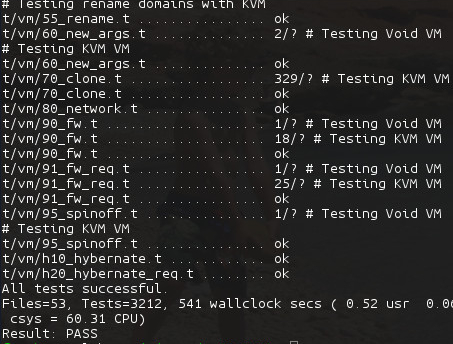 # Testing rename domains with KVM
t/vm/55_rename.t ................ ok
t/vm/60_new_args.t .............. 2/? # Testing Void VM
# Testing KVM VM
t/vm/60_new_args.t .............. ok
t/vm/70_clone.t ................. 329/? # Testing KVM VM
t/vm/70_clone.t ................. ok
t/vm/80_network.t ............... ok
t/vm/90_fw.t .................... 1/? # Testing Void VM
t/vm/90_fw.t .................... 18/? # Testing KVM VM
t/vm/90_fw.t .................... ok
t/vm/91_fw_req.t ................ 1/? # Testing Void VM
t/vm/91_fw_req.t ................ 25/? # Testing KVM VM
t/vm/91_fw_req.t ................ ok
t/vm/95_spinoff.t ............... 1/? # Testing Void VM
# Testing KVM VM
t/vm/95_spinoff.t ............... ok
t/vm/h10_hybernate.t ............ ok
t/vm/h20_hybernate_req.t ........ ok
All tests successful.
Files=53, Tests=3212, 541 wallclock secs ( 0.52 usr 0.06
csys = 60.31 CPU)
Result: PASS